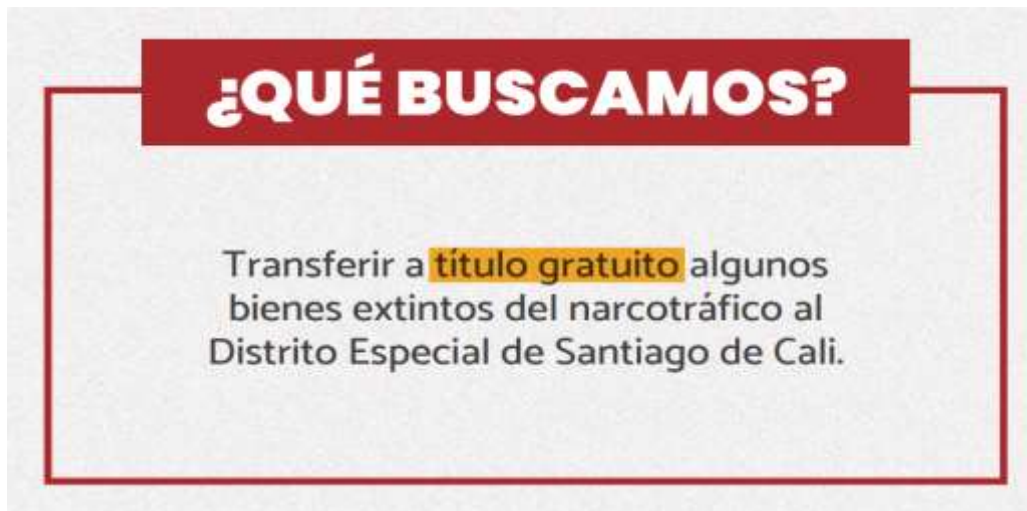 ¿QUÉ BUSCAMOS?
Transferir a título gratuito algunos
bienes extintos del narcotráfico al
Distrito Especial de Santiago de Cali.